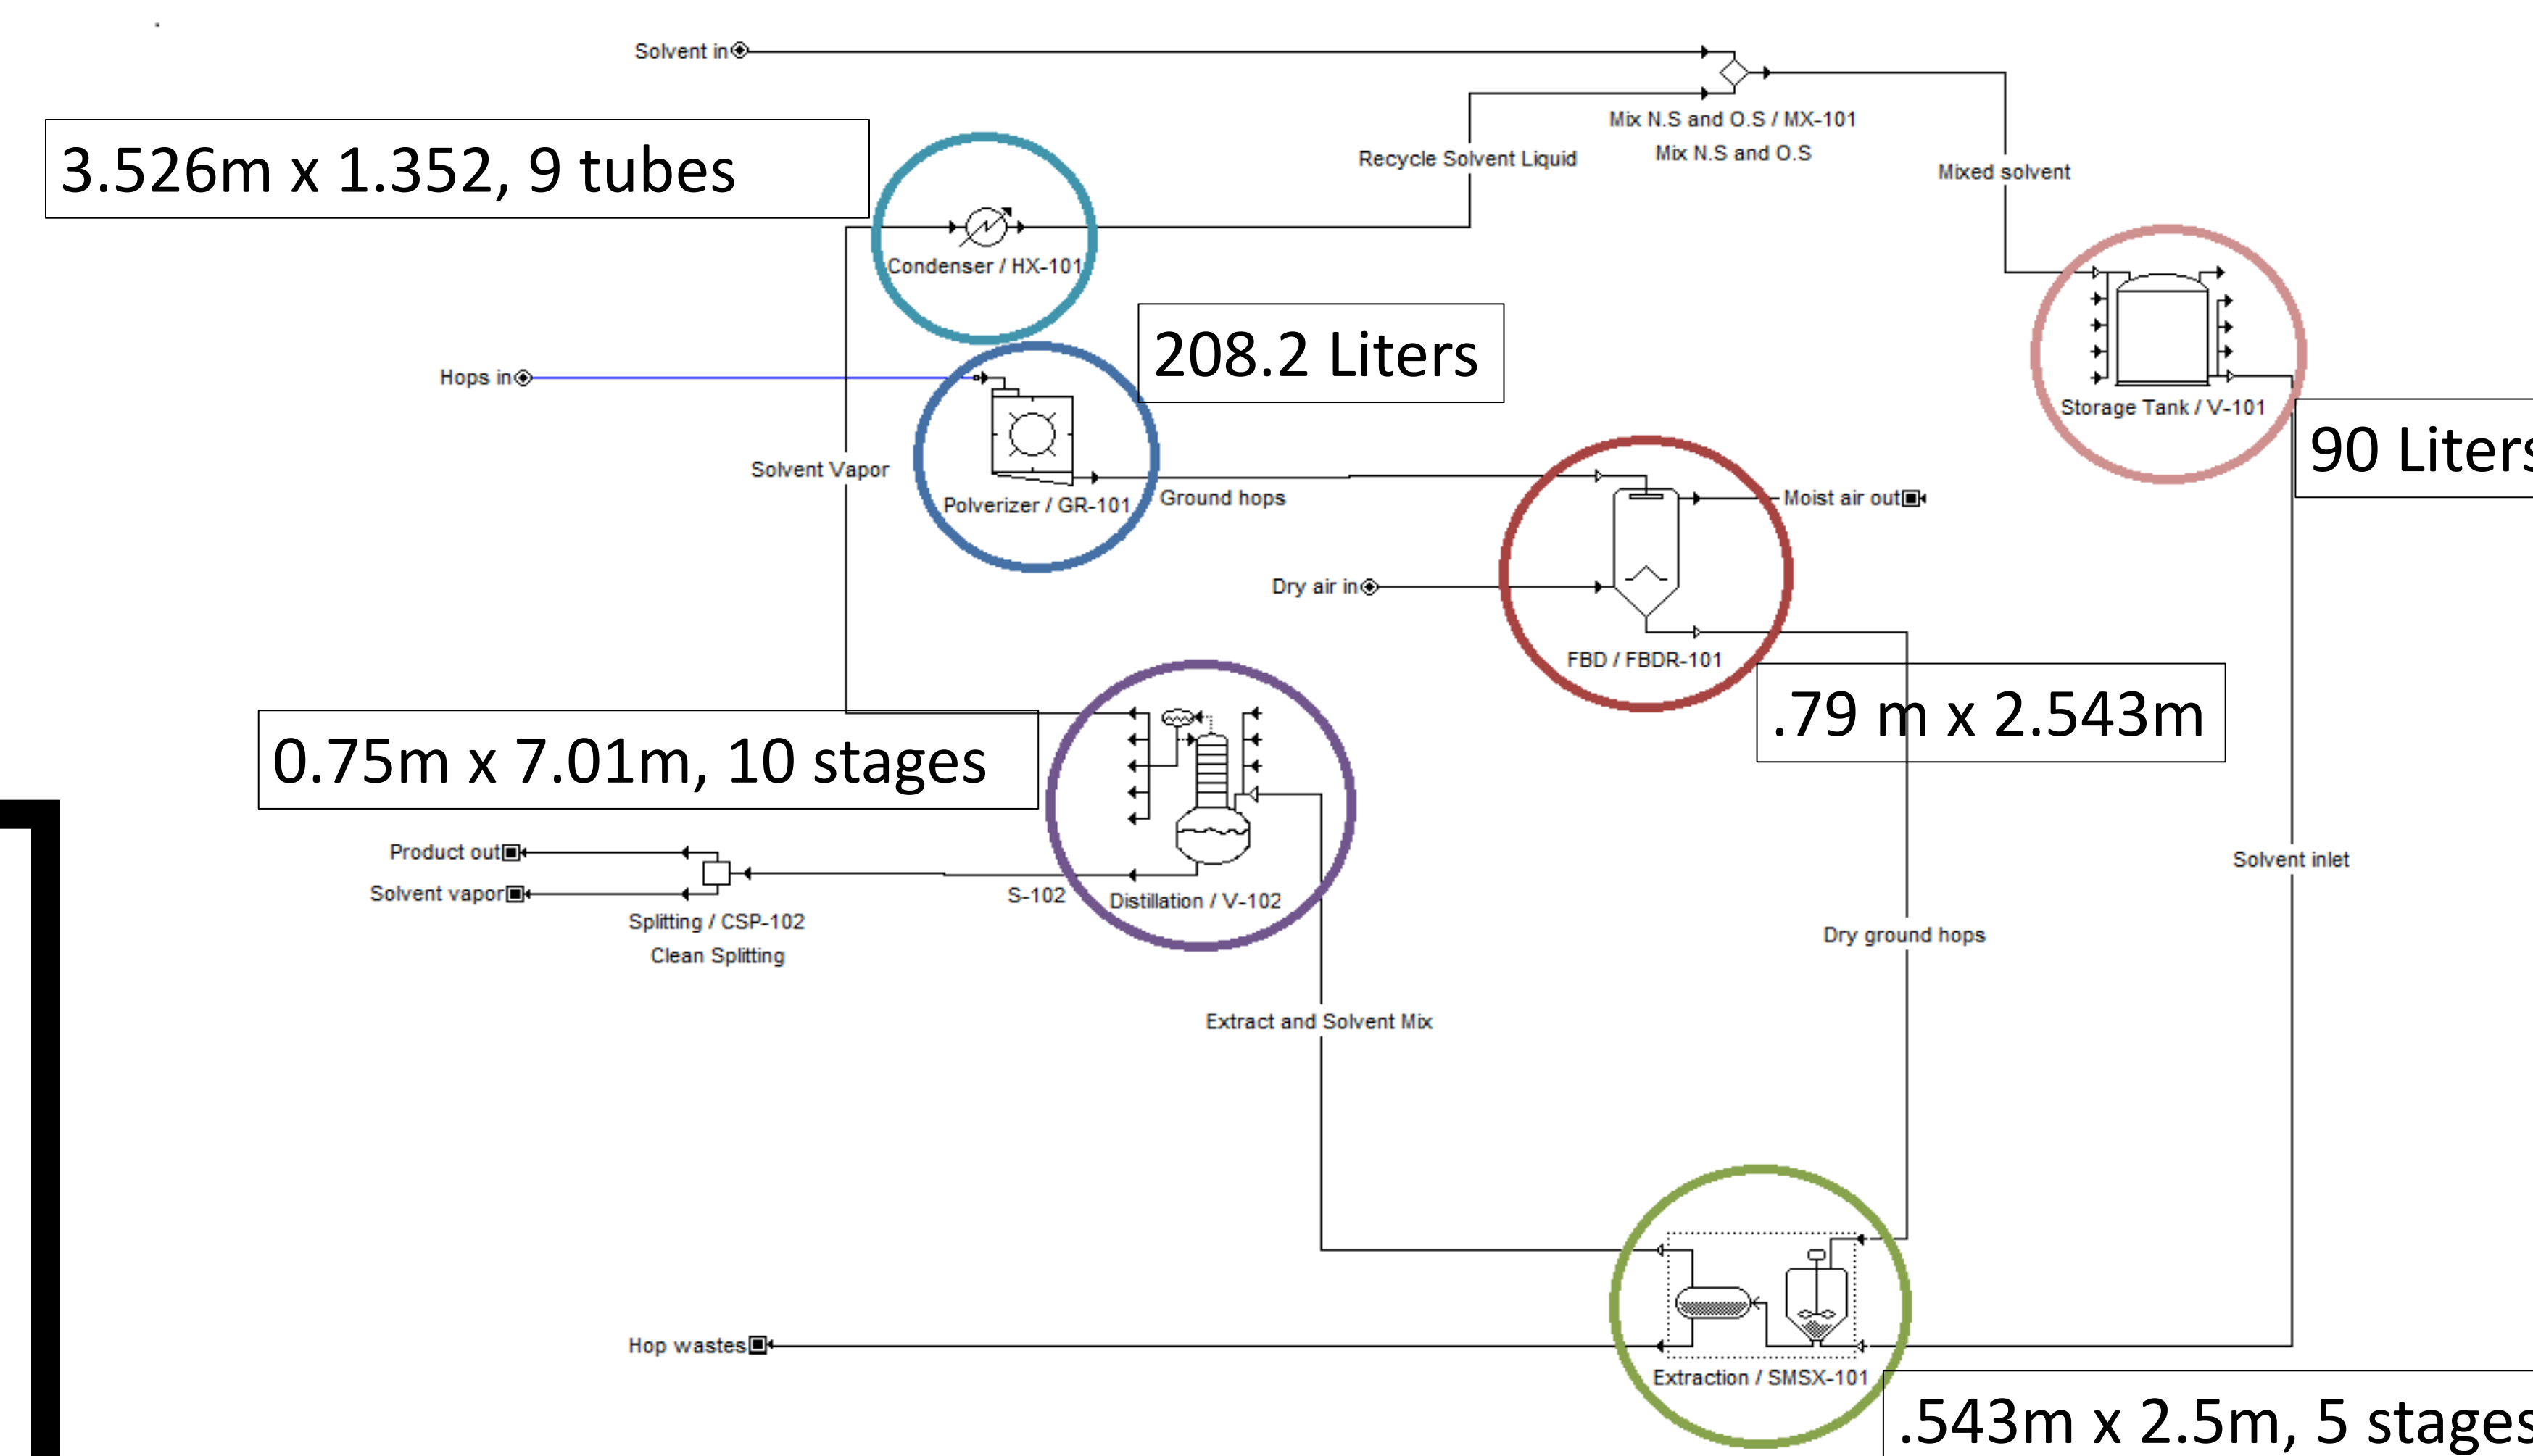 Solvent in
Mix N.S and O.S / MX-101
Mix N.S and O.S
Recycle Solvent Liquid
Mixed solvent
3.526m x 1.352, 9 tubes
Condenser / HX-101
208.2 Liters
Hops in
Storage Tank / V-101
90 Liters
Solvent Vapor
Polverizer / GR-101
Ground hops
Moist air out
Dry air in
FBD / FBDR-101
.79 m x 2.543m
0.75m x 7.01m, 10 stages
Product out
Solvent vapor
S-102
Distillation / V-102
Splitting / CSP-102
Clean Splitting
Solvent inlet
Dry ground hops
Extract and Solvent Mix
Hop wastes
Extraction / SMSX-101
.543m x 2.5m, 5 stages